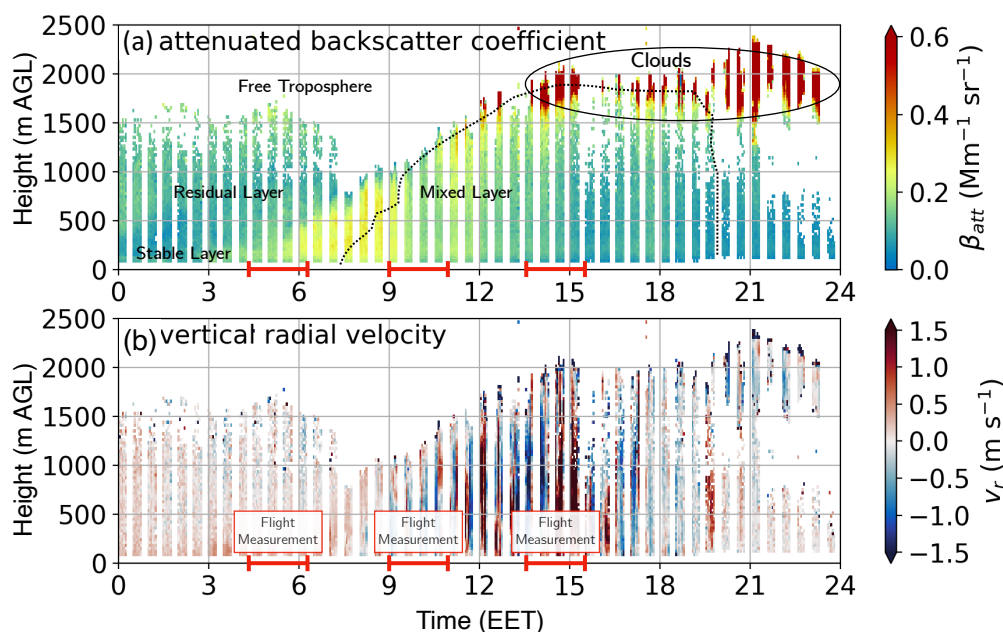 (a) attenuated backscatter coefficient
2500
2000
1500
1000
500
0
Height (m AGL)
Free Troposphere
Clouds
Residual Layer
Mixed Layer
Stable Layer
0 3 6 9 12 15 18 21 24
0.6
0.4
0.2
0.0
β_att (Mm⁻¹ sr⁻¹)
(b) vertical radial velocity
2500
2000
1500
1000
500
0
Height (m AGL)
Flight
Measurement
Flight
Measurement
Flight
Measurement
0 3 6 9 12 15 18 21 24
Time (EET)
1.5
1.0
0.5
0.0
−0.5
−1.0
−1.5
v_r (m s⁻¹)